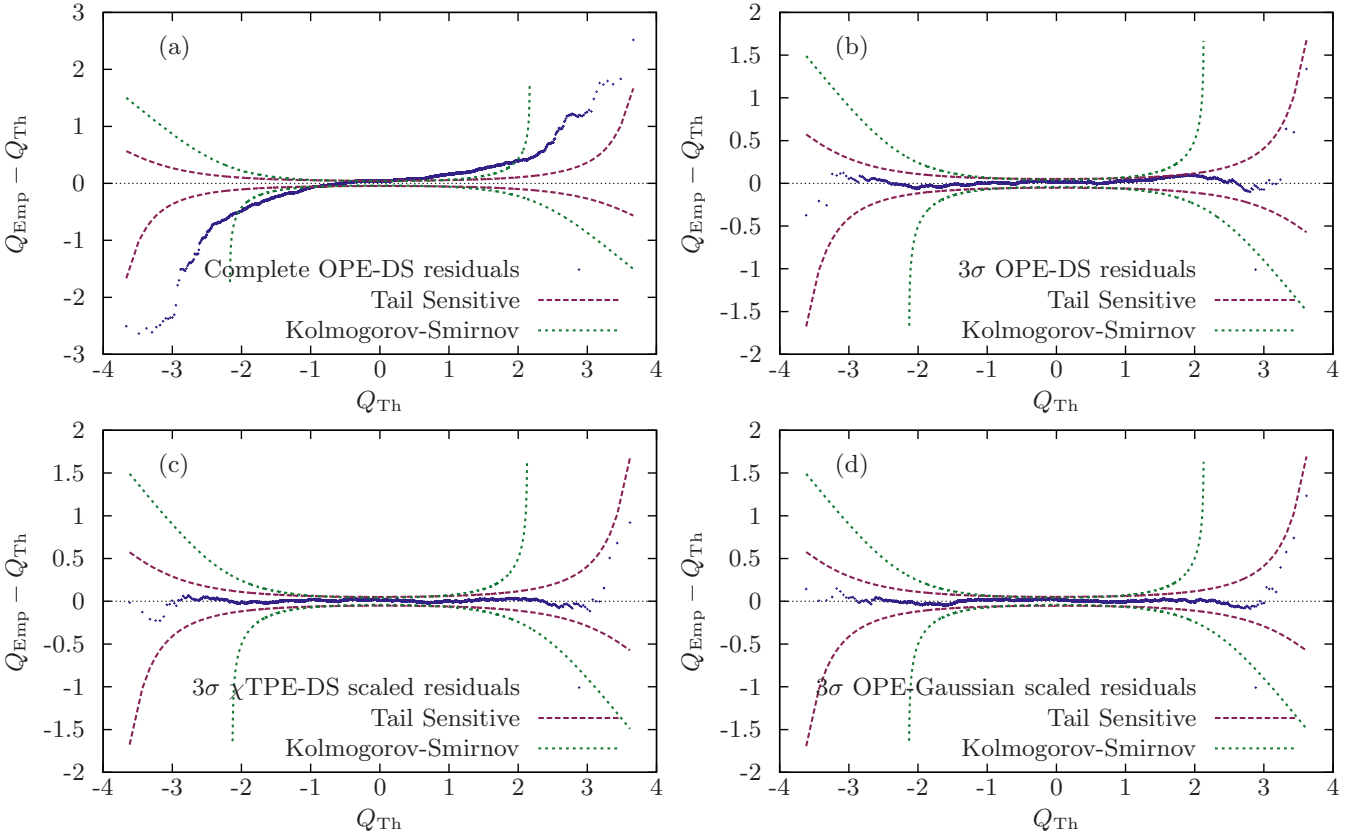 (a)
Q_Emp − Q_Th
3
2
1
0
-1
-2
-3
Complete OPE-DS residuals
Tail Sensitive
Kolmogorov-Smirnov
-4 -3 -2 -1 0 1 2 3 4
Q_Th
(b)
Q_Emp − Q_Th
2
1.5
1
0.5
0
-0.5
-1
-1.5
-2
3σ OPE-DS residuals
Tail Sensitive
Kolmogorov-Smirnov
-4 -3 -2 -1 0 1 2 3 4
Q_Th
(c)
Q_Emp − Q_Th
2
1.5
1
0.5
0
-0.5
-1
-1.5
-2
3σ χTPE-DS scaled residuals
Tail Sensitive
Kolmogorov-Smirnov
-4 -3 -2 -1 0 1 2 3 4
Q_Th
(d)
Q_Emp − Q_Th
2
1.5
1
0.5
0
-0.5
-1
-1.5
-2
3σ OPE-Gaussian scaled residuals
Tail Sensitive
Kolmogorov-Smirnov
-4 -3 -2 -1 0 1 2 3 4
Q_Th